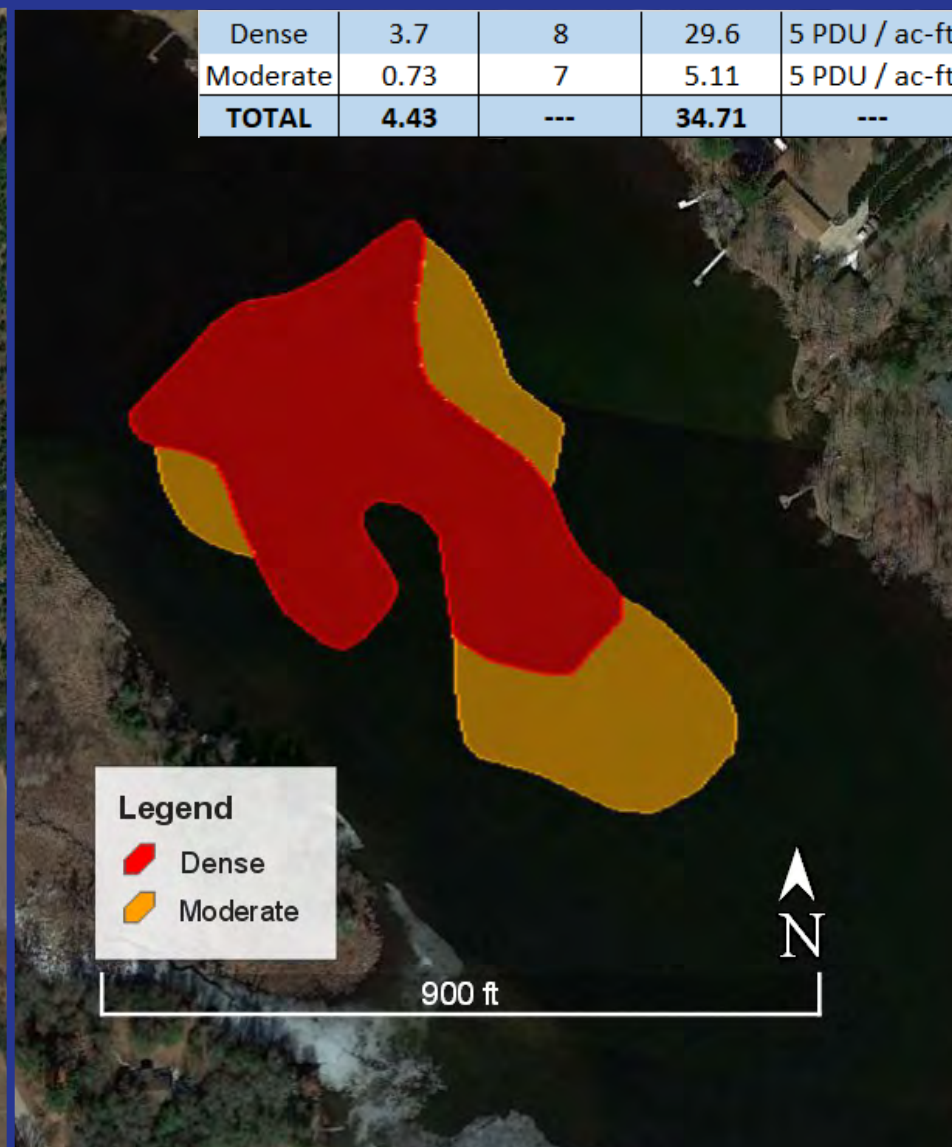 Dense 3.7 8 29.6 5 PDU / ac-ft
Moderate 0.73 7 5.11 5 PDU / ac-ft
TOTAL 4.43 --- 34.71 ---
Legend
Dense
Moderate
N
900 ft